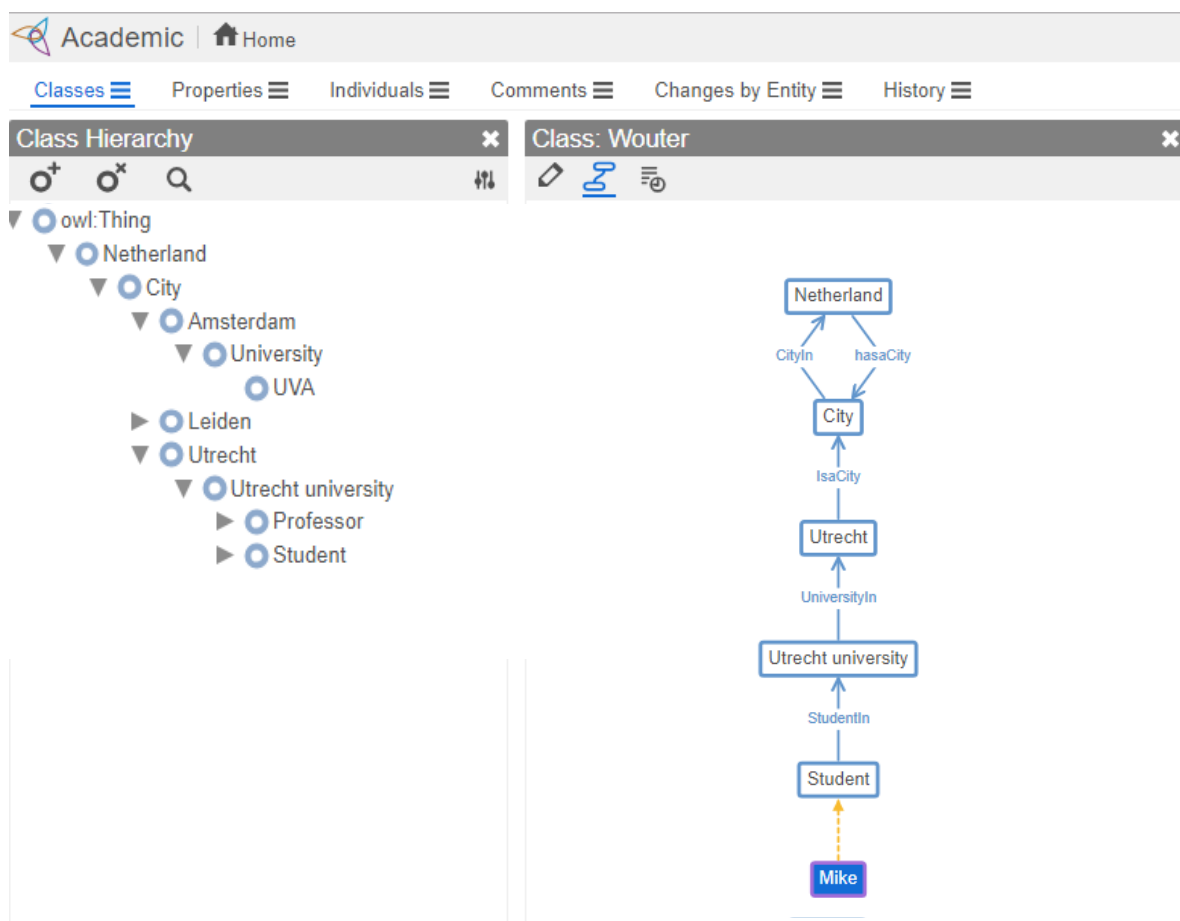 Academic | Home
Classes Properties Individuals Comments Changes by Entity History
Class Hierarchy
Class: Wouter
owl:Thing
Netherland
City
Amsterdam
University
UVA
Leiden
Utrecht
Utrecht university
Professor
Student
Netherland
CityIn hasaCity
City
IsaCity
Utrecht
UniversityIn
Utrecht university
StudentIn
Student
Mike